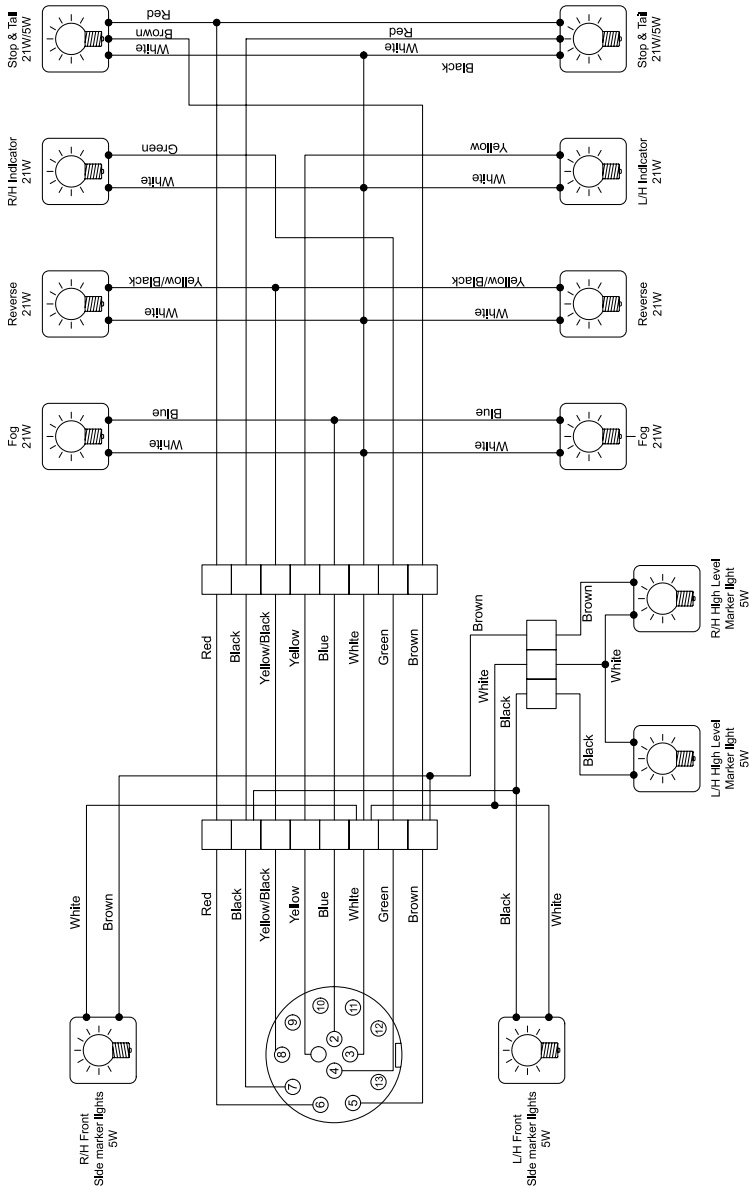 Stop & Tail
21W/5W
Red
Brown
White
Red
White
Black
Stop & Tail
21W/5W
R/H Indicator
21W
Green
White
Yellow
White
L/H Indicator
21W
Reverse
21W
Yellow/Black
White
Yellow/Black
White
Reverse
21W
Fog
21W
Blue
White
Blue
White
Fog
21W
Red
Black
Yellow/Black
Yellow
Blue
White
Green
Brown
Brown
White
Black
Brown
White
Black
R/H High Level
Marker light
5W
L/H High Level
Marker light
5W
White
Brown
Red
Black
Yellow/Black
Yellow
Blue
White
Green
Brown
Black
White
10
9
11
8
2
12
3
7
4
13
6
5
R/H Front
Side marker lights
5W
L/H Front
Side marker lights
5W